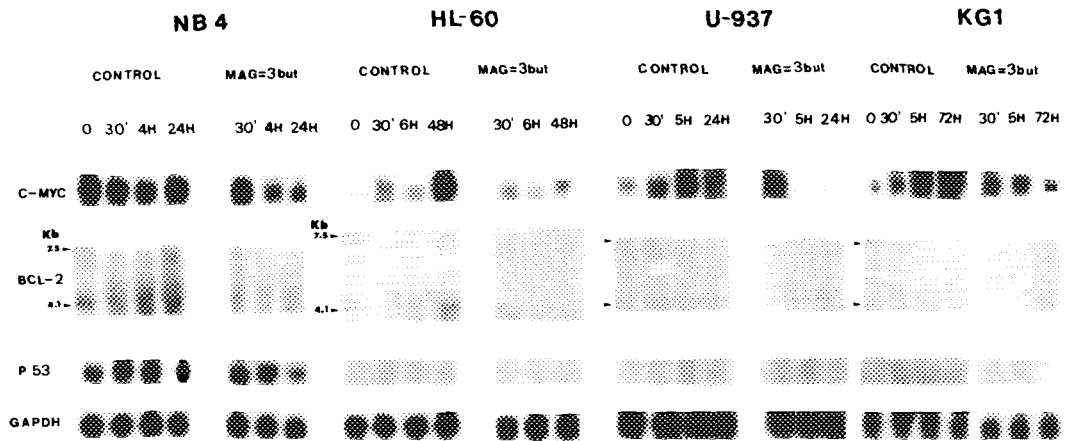 NB 4 HL-60 U-937 KG1
CONTROL MAG=3but CONTROL MAG=3but CONTROL MAG=3but CONTROL MAG=3but
0 30' 4H 24H 30' 4H 24H 0 30' 6H 48H 30' 6H 48H 0 30' 5H 24H 30' 5H 24H 0 30' 5H 72H 30' 5H 72H
C-MYC
Kb Kb
7.5 7.5
BCL-2
4.1 4.1
P 53
GAPDH